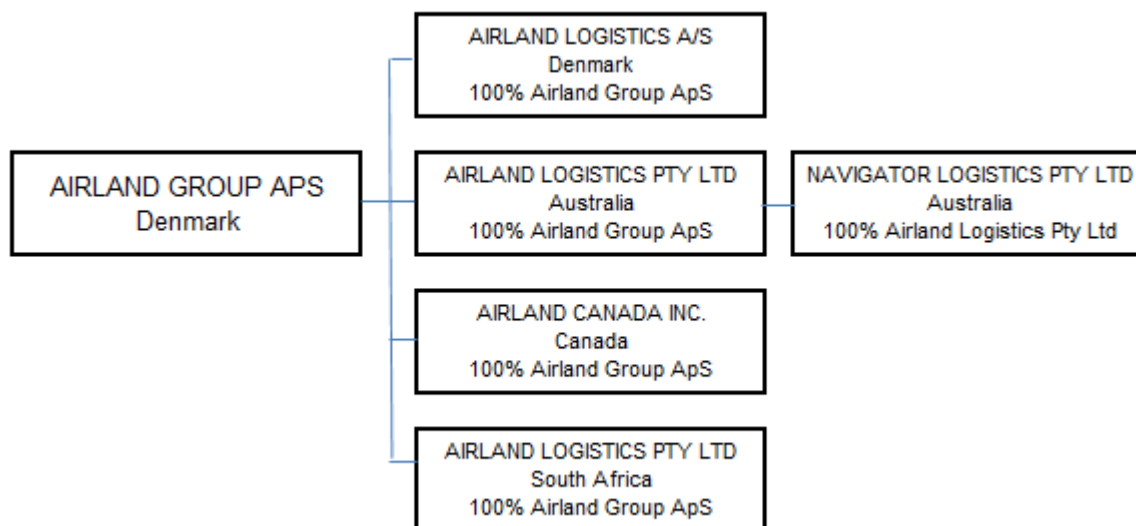 AIRLAND LOGISTICS A/S
Denmark
100% Airland Group ApS
AIRLAND GROUP APS
Denmark
AIRLAND LOGISTICS PTY LTD
Australia
100% Airland Group ApS
NAVIGATOR LOGISTICS PTY LTD
Australia
100% Airland Logistics Pty Ltd
AIRLAND CANADA INC.
Canada
100% Airland Group ApS
AIRLAND LOGISTICS PTY LTD
South Africa
100% Airland Group ApS